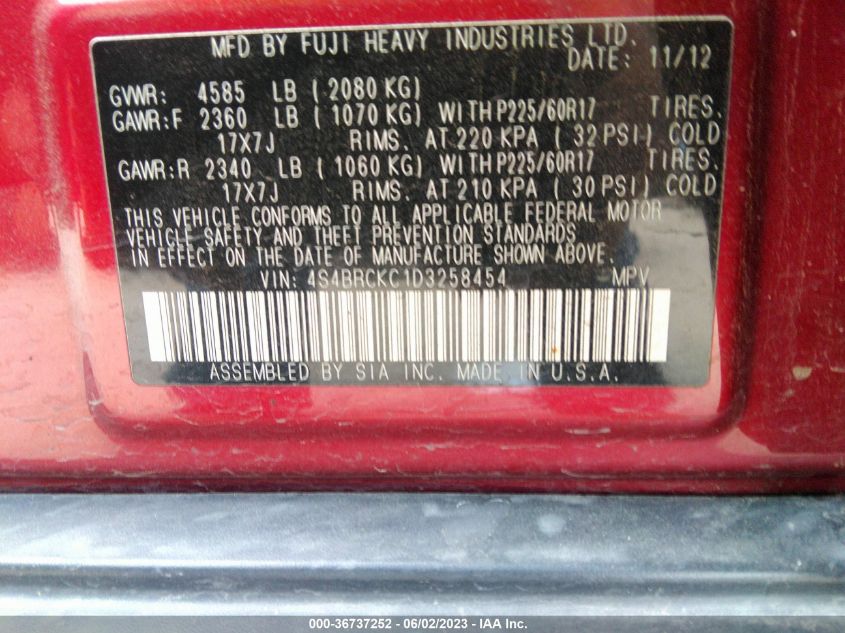 MFD BY FUJI HEAVY INDUSTRIES LTD.
DATE: 11/12
GVWR: 4585 LB ( 2080 KG)
GAWR:F 2360 LB ( 1070 KG) WITH P225/60R17 TIRES.
17X7J RIMS. AT 220 KPA ( 32 PSI) COLD
GAWR:R 2340 LB ( 1060 KG) WITH P225/60R17 TIRES.
17X7J RIMS. AT 210 KPA ( 30 PSI) COLD
THIS VEHICLE CONFORMS TO ALL APPLICABLE FEDERAL MOTOR
VEHICLE SAFETY AND THEFT PREVENTION STANDARDS
IN EFFECT ON THE DATE OF MANUFACTURE SHOWN ABOVE.
VIN: 4S4BRCKC1D3258454 MPV
ASSEMBLED BY SIA INC. MADE IN U.S.A.
000-36737252 - 06/02/2023 - IAAI.com